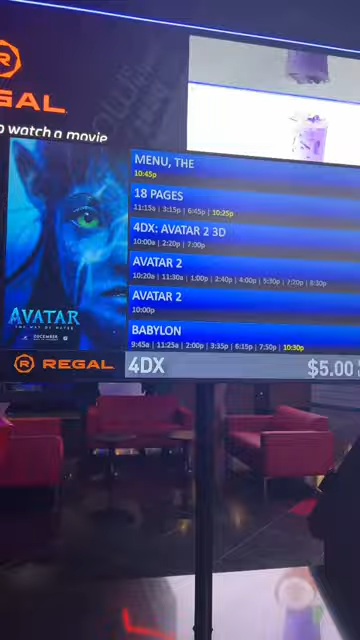 R
GAL
o watch a movie
MENU, THE
10:45p
18 PAGES
11:15a | 3:15p | 6:45p | 10:25p
4DX: AVATAR 2 3D
10:00a | 2:20p | 7:00p
AVATAR 2
10:20a | 11:30a | 1:00p | 2:40p | 4:00p | 5:30p | 7:20p | 8:30p
AVATAR 2
10:00p
BABYLON
9:45a | 11:25a | 2:00p | 3:35p | 6:15p | 7:50p | 10:30p
AVATAR
THE WAY OF WATER
DECEMBER
R REGAL
4DX
$5.00